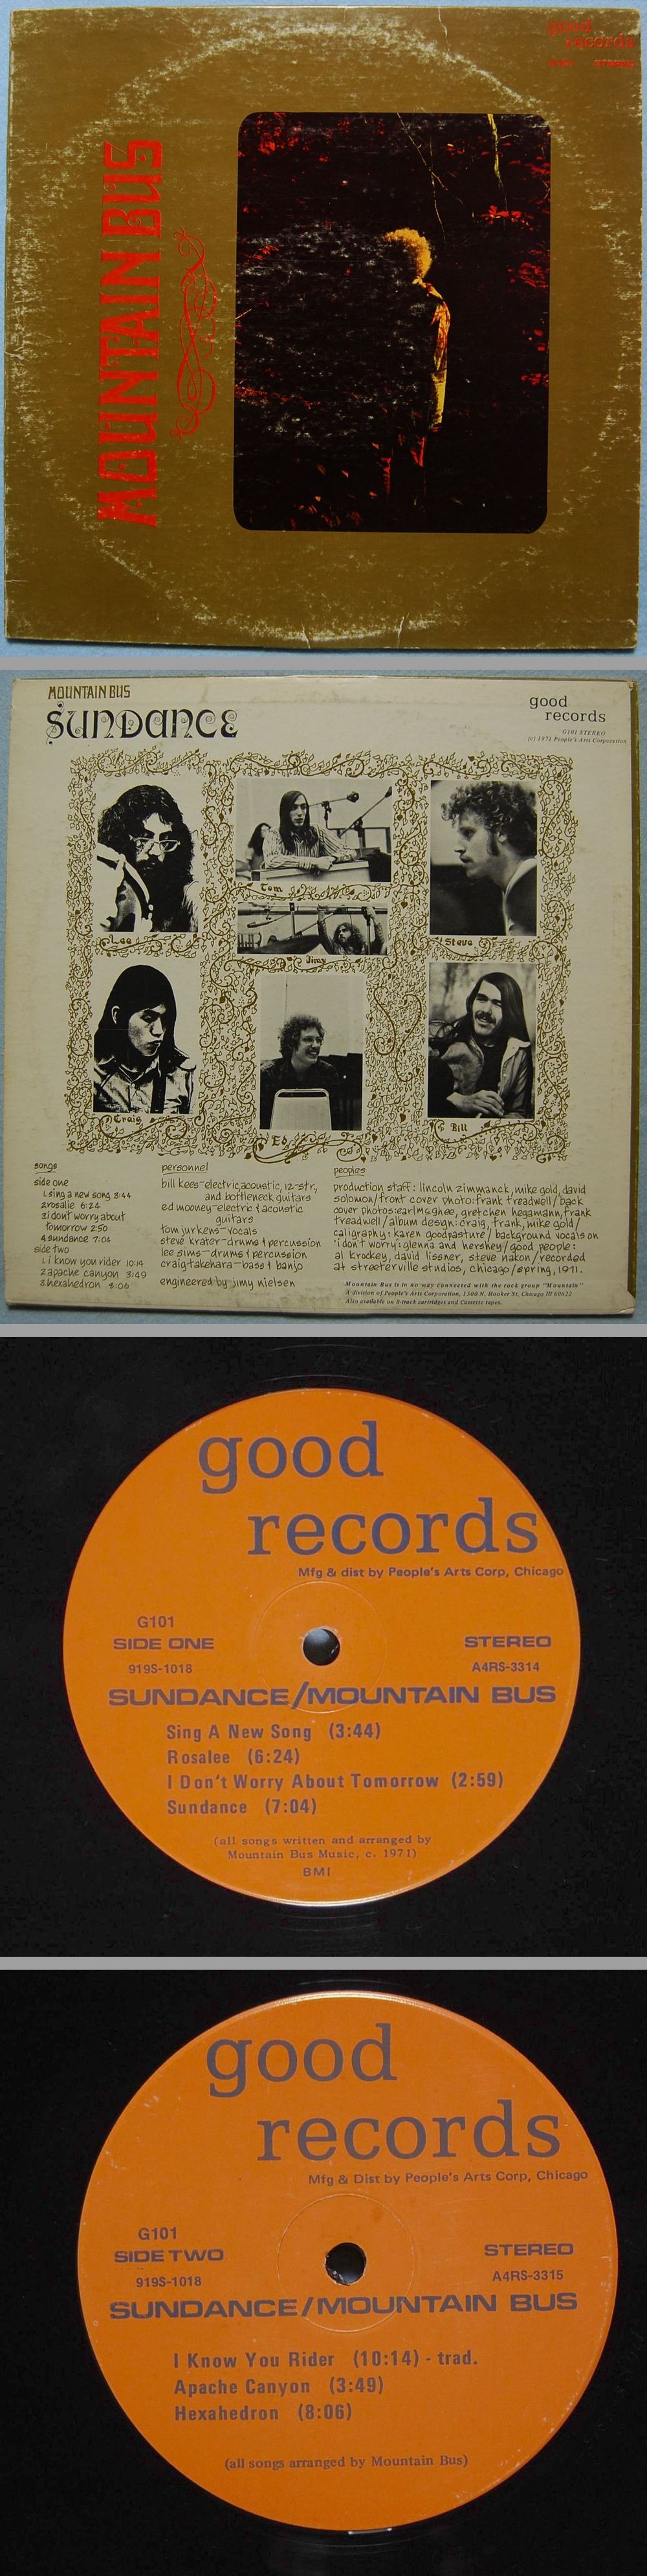 good
records
MOUNTAIN BUS
MOUNTAIN BUS
SUNDANCE
good
records
G101 STEREO
(c) 1971 People's Arts Corporation
Lee
Tom
Jimy
Steve
Craig
Ed
Bill
songs
side one
1. sing a new song 3:44
2 rosalie 6:24
3 i don't worry about
tomorrow 2:50
4 sundance 7:04
side two
1. i know you rider 10:14
2 apache canyon 3:49
3. hexahedron 8:06
personnel
bill kees-electric, acoustic, 12-str,
and bottleneck guitars
ed mooney-electric & acoustic
guitars
tom jurkens-vocals
steve krater-drums & percussion
lee sims-drums & percussion
craig takehara-bass & banjo
engineered by jimy nielsen
peoples
production staff: lincoln zimmanck, mike gold, david
solomon/front cover photo: frank treadwell/back
cover photos: earl mcghee, gretchen hegamann, frank
treadwell/album design: craig, frank, mike gold/
caligraphy: karen goodpasture/background vocals on
"i don't worry: glenna and hershey/good people:
al krockey, david lissner, steve nakon/recorded
at streeterville studios, chicago/spring, 1971.
Mountain Bus is in no way connected with the rock group "Mountain"
A division of People's Arts Corporation, 1500 N. Hooker St, Chicago Ill 60622
Also available on 8-track cartridges and Cassette tapes.
good
records
Mfg & dist by People's Arts Corp, Chicago
G101
SIDE ONE
STEREO
919S-1018
A4RS-3314
SUNDANCE/MOUNTAIN BUS
Sing A New Song (3:44)
Rosalee (6:24)
I Don't Worry About Tomorrow (2:59)
Sundance (7:04)
(all songs written and arranged by
Mountain Bus Music, c. 1971)
BMI
good
records
Mfg & Dist by People's Arts Corp, Chicago
G101
SIDE TWO
STEREO
919S-1018
A4RS-3315
SUNDANCE/MOUNTAIN BUS
I Know You Rider (10:14) - trad.
Apache Canyon (3:49)
Hexahedron (8:06)
(all songs arranged by Mountain Bus)